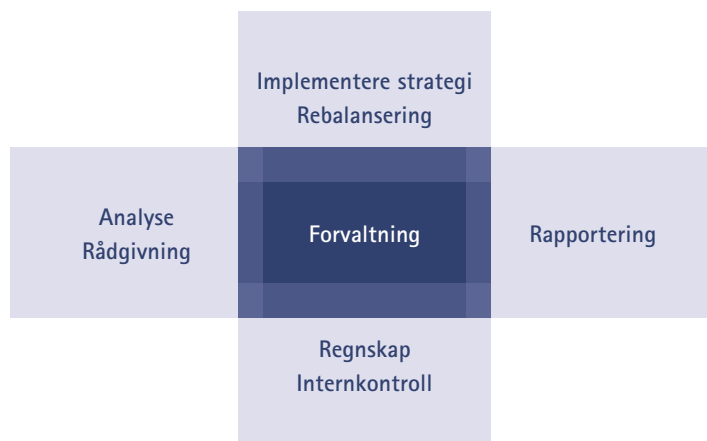 Implementere strategi
Rebalansering
Analyse
Rådgivning
Forvaltning
Rapportering
Regnskap
Internkontroll